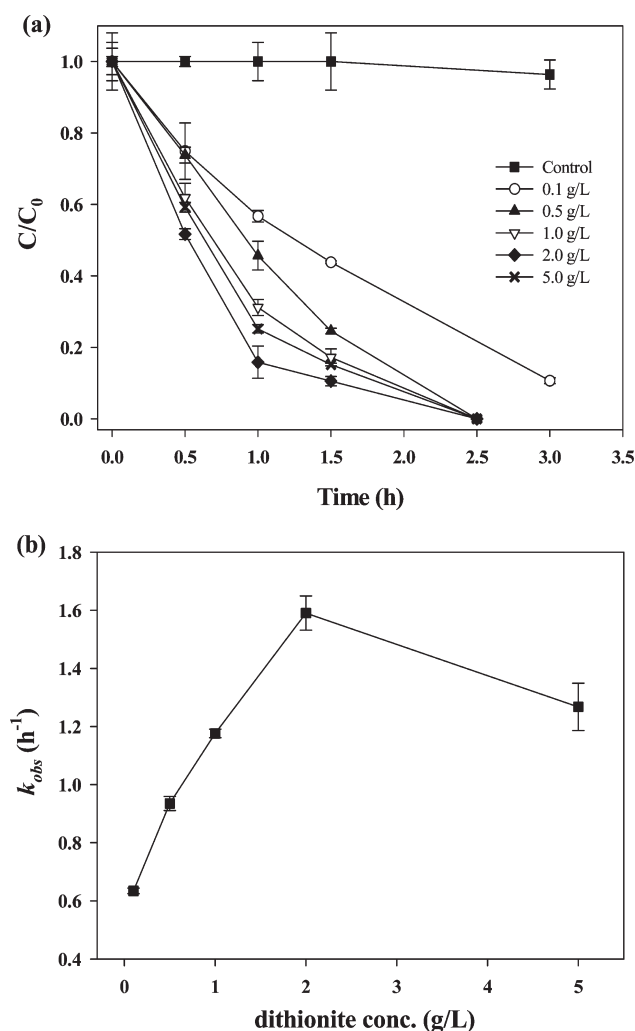 (a)
1.0
0.8
0.6
0.4
0.2
0.0
C/C0
Control
0.1 g/L
0.5 g/L
1.0 g/L
2.0 g/L
5.0 g/L
0.0 0.5 1.0 1.5 2.0 2.5 3.0 3.5
Time (h)
(b)
1.8
1.6
1.4
1.2
1.0
0.8
0.6
0.4
kobs (h-1)
0 1 2 3 4 5
dithionite conc. (g/L)